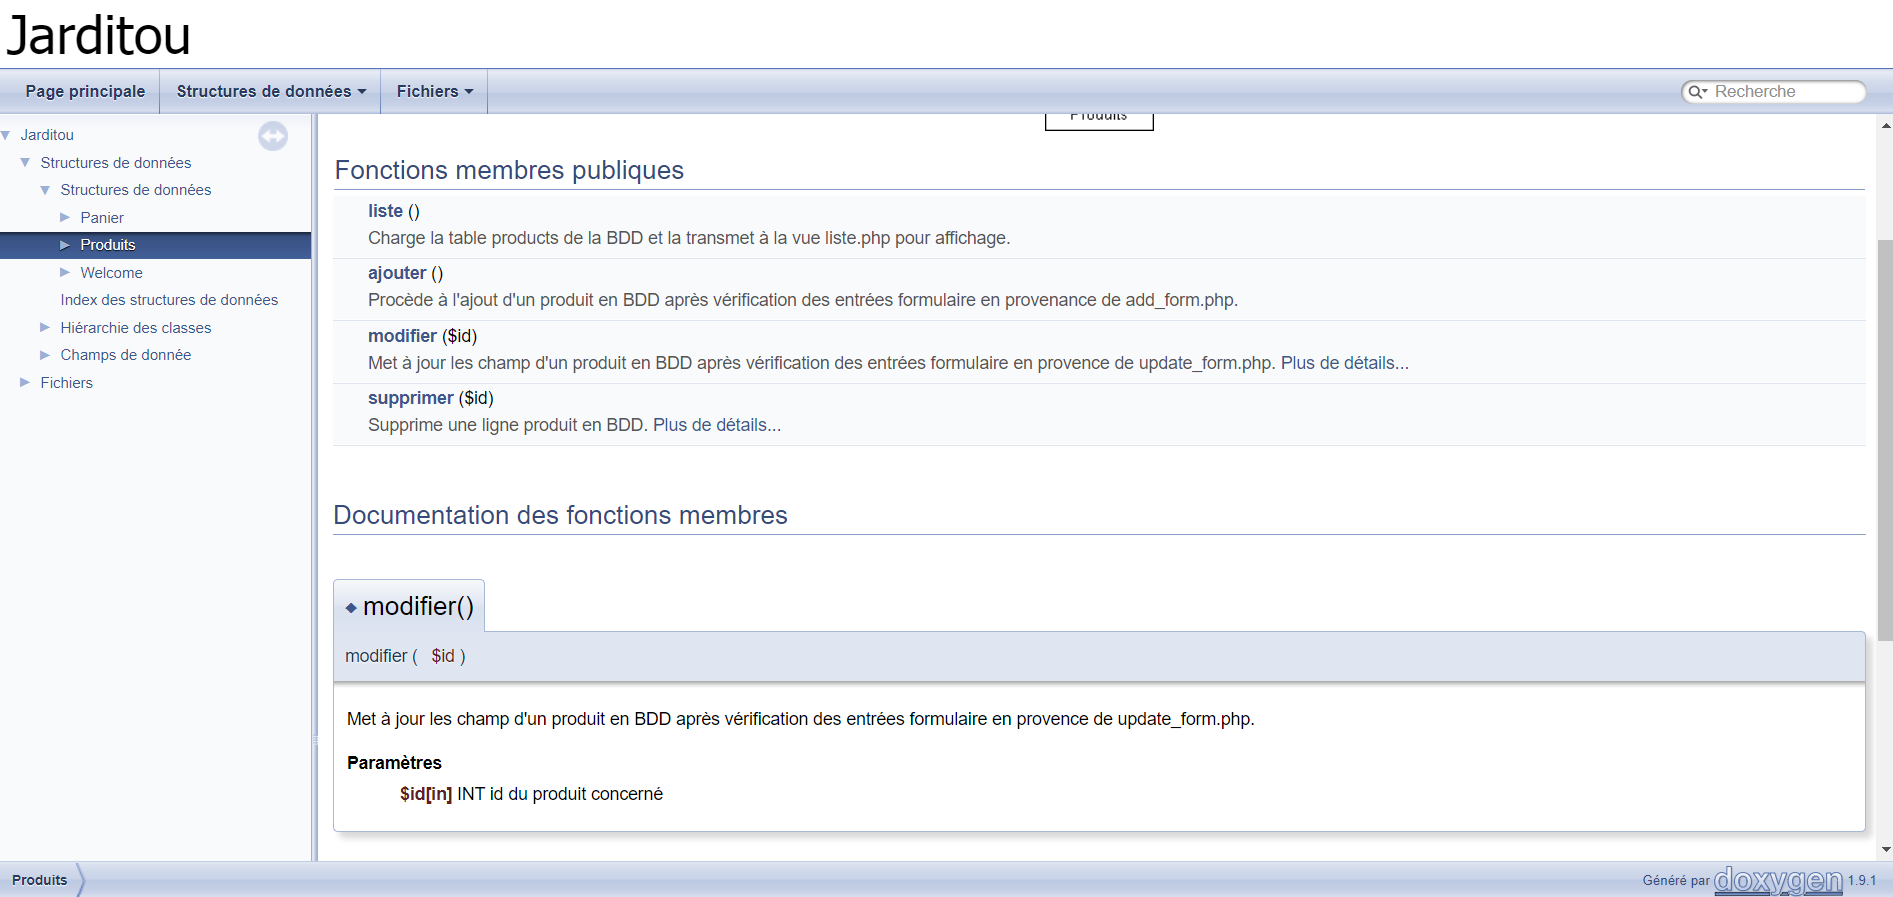 Jarditou
Page principale
Structures de données
Fichiers
Recherche
Jarditou
Structures de données
Structures de données
Panier
Produits
Welcome
Index des structures de données
Hiérarchie des classes
Champs de donnée
Fichiers
Produits
Fonctions membres publiques
liste ()
Charge la table products de la BDD et la transmet à la vue liste.php pour affichage.
ajouter ()
Procède à l'ajout d'un produit en BDD après vérification des entrées formulaire en provenance de add_form.php.
modifier ($id)
Met à jour les champ d'un produit en BDD après vérification des entrées formulaire en provence de update_form.php. Plus de détails...
supprimer ($id)
Supprime une ligne produit en BDD. Plus de détails...
Documentation des fonctions membres
◆ modifier()
modifier ( $id )
Met à jour les champ d'un produit en BDD après vérification des entrées formulaire en provence de update_form.php.
Paramètres
$id[in] INT id du produit concerné
Produits
Généré par doxygen 1.9.1